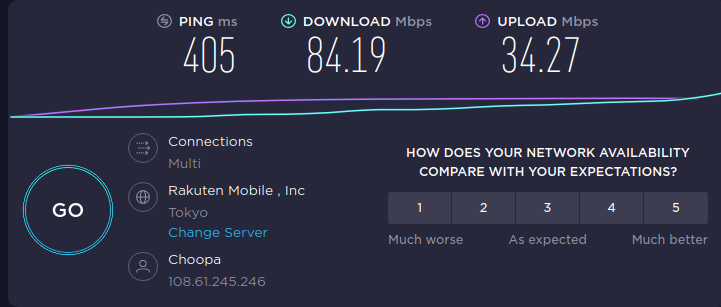 PING ms
405
DOWNLOAD Mbps
84.19
UPLOAD Mbps
34.27
GO
Connections
Multi
Rakuten Mobile , Inc
Tokyo
Change Server
Choopa
108.61.245.246
HOW DOES YOUR NETWORK AVAILABILITY
COMPARE WITH YOUR EXPECTATIONS?
1 2 3 4 5
Much worse As expected Much better